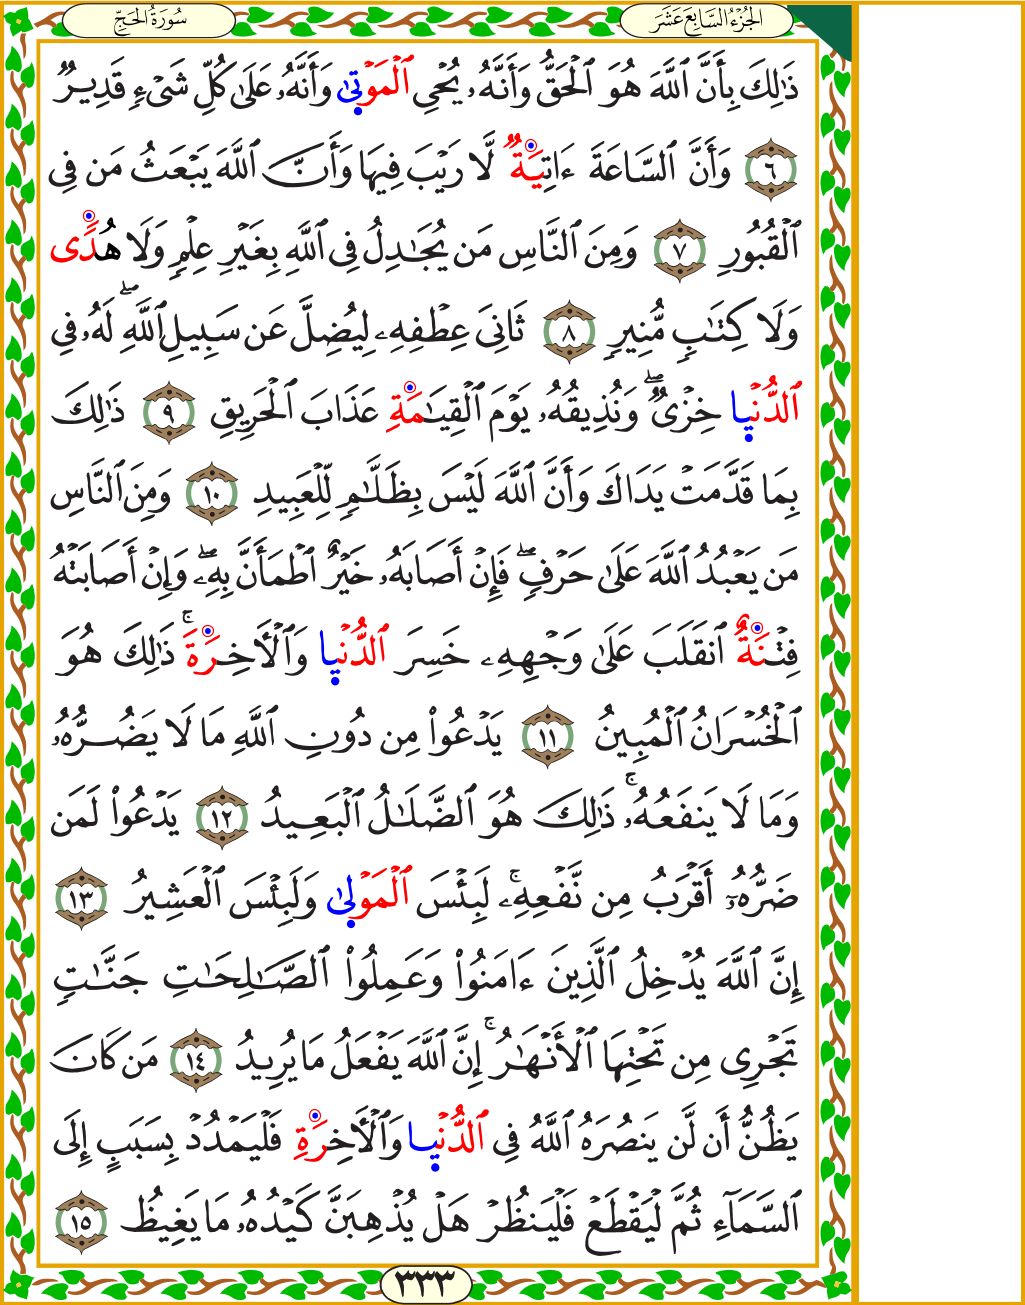 الجُزْءُ السَّابِعَ عَشَرَ
سُورَةُ الحَجِّ
ذَٰلِكَ بِأَنَّ ٱللَّهَ هُوَ ٱلْحَقُّ وَأَنَّهُۥ يُحْىِ ٱلْمَوْتَىٰ وَأَنَّهُۥ عَلَىٰ كُلِّ شَىْءٍ قَدِيرٌ
٦ وَأَنَّ ٱلسَّاعَةَ ءَاتِيَةٌ لَّا رَيْبَ فِيهَا وَأَنَّ ٱللَّهَ يَبْعَثُ مَن فِى
ٱلْقُبُورِ ٧ وَمِنَ ٱلنَّاسِ مَن يُجَٰدِلُ فِى ٱللَّهِ بِغَيْرِ عِلْمٍ وَلَا هُدًى
وَلَا كِتَٰبٍ مُّنِيرٍ ٨ ثَانِىَ عِطْفِهِۦ لِيُضِلَّ عَن سَبِيلِ ٱللَّهِ ۖ لَهُۥ فِى
ٱلدُّنْيَا خِزْىٌ ۖ وَنُذِيقُهُۥ يَوْمَ ٱلْقِيَٰمَةِ عَذَابَ ٱلْحَرِيقِ ٩ ذَٰلِكَ
بِمَا قَدَّمَتْ يَدَاكَ وَأَنَّ ٱللَّهَ لَيْسَ بِظَلَّٰمٍ لِّلْعَبِيدِ ١٠ وَمِنَ ٱلنَّاسِ
مَن يَعْبُدُ ٱللَّهَ عَلَىٰ حَرْفٍ ۖ فَإِنْ أَصَابَهُۥ خَيْرٌ ٱطْمَأَنَّ بِهِۦ ۖ وَإِنْ أَصَابَتْهُ
فِتْنَةٌ ٱنقَلَبَ عَلَىٰ وَجْهِهِۦ خَسِرَ ٱلدُّنْيَا وَٱلْأَخِرَةَ ۚ ذَٰلِكَ هُوَ
ٱلْخُسْرَانُ ٱلْمُبِينُ ١١ يَدْعُوا۟ مِن دُونِ ٱللَّهِ مَا لَا يَضُرُّهُۥ
وَمَا لَا يَنفَعُهُۥ ۚ ذَٰلِكَ هُوَ ٱلضَّلَٰلُ ٱلْبَعِيدُ ١٢ يَدْعُوا۟ لَمَن
ضَرُّهُۥٓ أَقْرَبُ مِن نَّفْعِهِۦ ۚ لَبِئْسَ ٱلْمَوْلَىٰ وَلَبِئْسَ ٱلْعَشِيرُ ١٣
إِنَّ ٱللَّهَ يُدْخِلُ ٱلَّذِينَ ءَامَنُوا۟ وَعَمِلُوا۟ ٱلصَّٰلِحَٰتِ جَنَّٰتٍ
تَجْرِى مِن تَحْتِهَا ٱلْأَنْهَٰرُ ۚ إِنَّ ٱللَّهَ يَفْعَلُ مَا يُرِيدُ ١٤ مَن كَانَ
يَظُنُّ أَن لَّن يَنصُرَهُ ٱللَّهُ فِى ٱلدُّنْيَا وَٱلْأَخِرَةِ فَلْيَمْدُدْ بِسَبَبٍ إِلَى
ٱلسَّمَآءِ ثُمَّ لْيَقْطَعْ فَلْيَنظُرْ هَلْ يُذْهِبَنَّ كَيْدُهُۥ مَا يَغِيظُ ١٥
٣٣٣